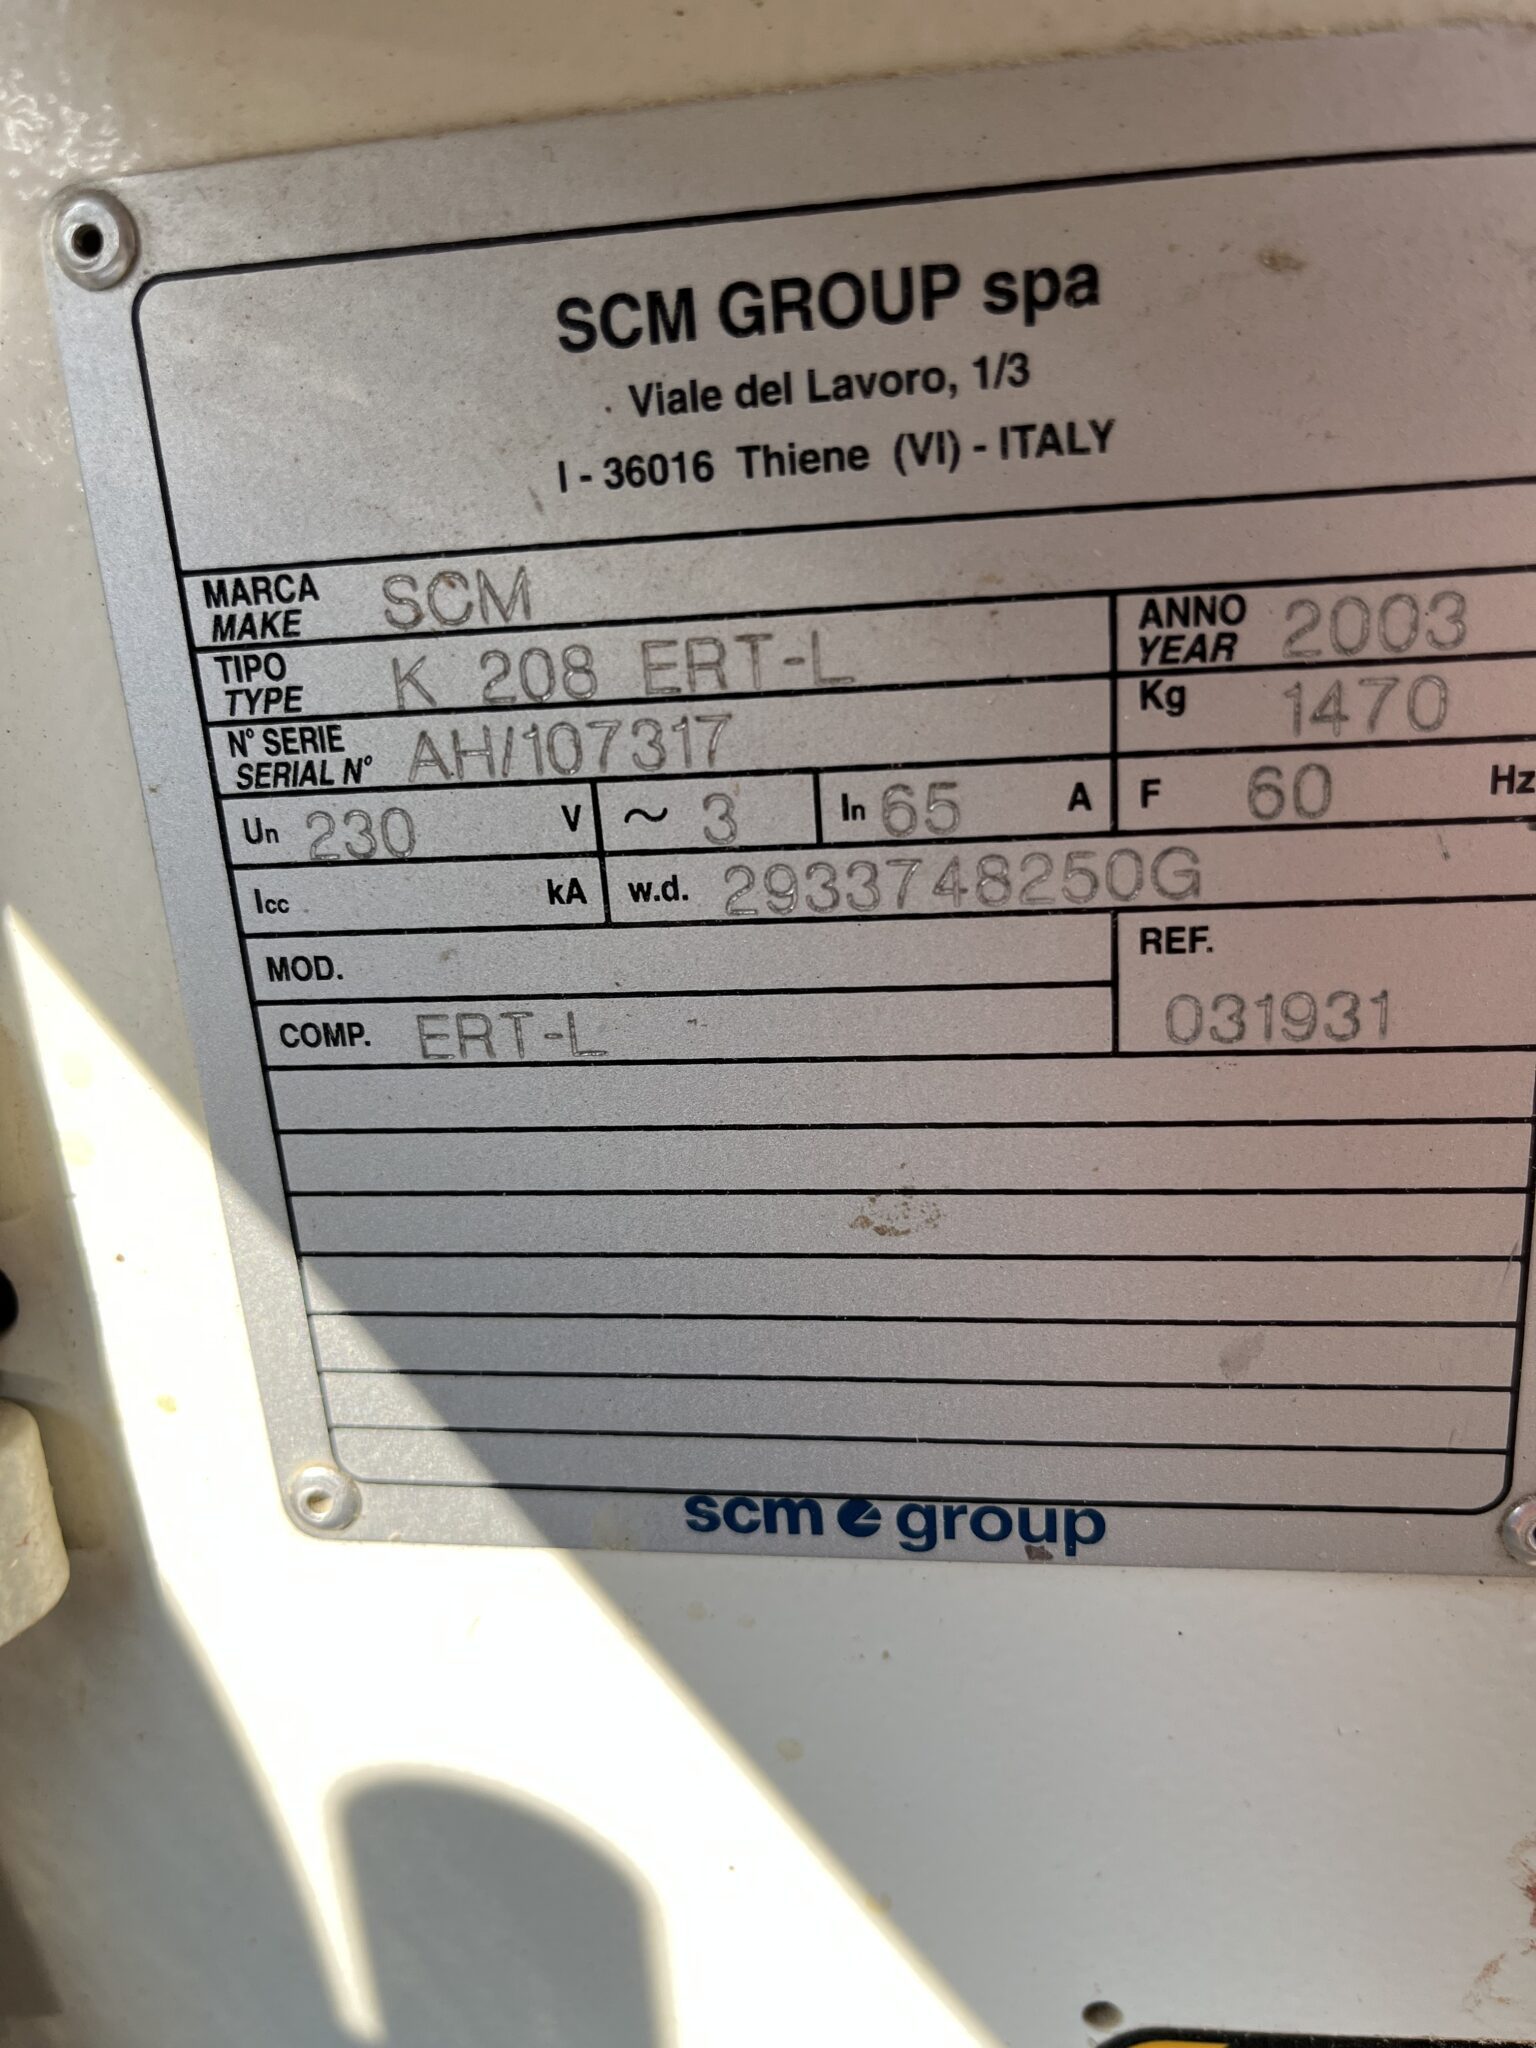 SCM GROUP spa
Viale del Lavoro, 1/3
I - 36016 Thiene (VI) - ITALY
MARCA
MAKE
SCM
TIPO
TYPE
K 208 ERT-L
ANNO
YEAR
2003
N° SERIE
SERIAL N°
AH/107317
Kg 1470
Un 230 V
~ 3
In 65 A
F 60 Hz
Icc kA
w.d. 29337748250G
MOD.
REF.
031931
COMP. ERT-L
scm group